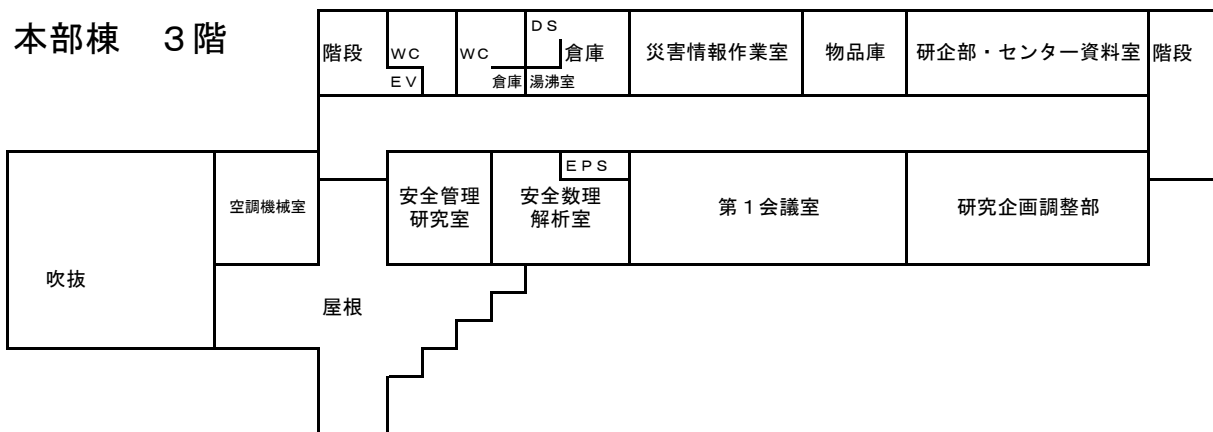 本部棟　３階
階段
ＷＣ
ＥＶ
ＷＣ
ＤＳ
倉庫
倉庫
湯沸室
災害情報作業室
物品庫
研企部・センター資料室
階段
吹抜
空調機械室
安全管理
研究室
安全数理
解析室
ＥＰＳ
第１会議室
研究企画調整部
屋根